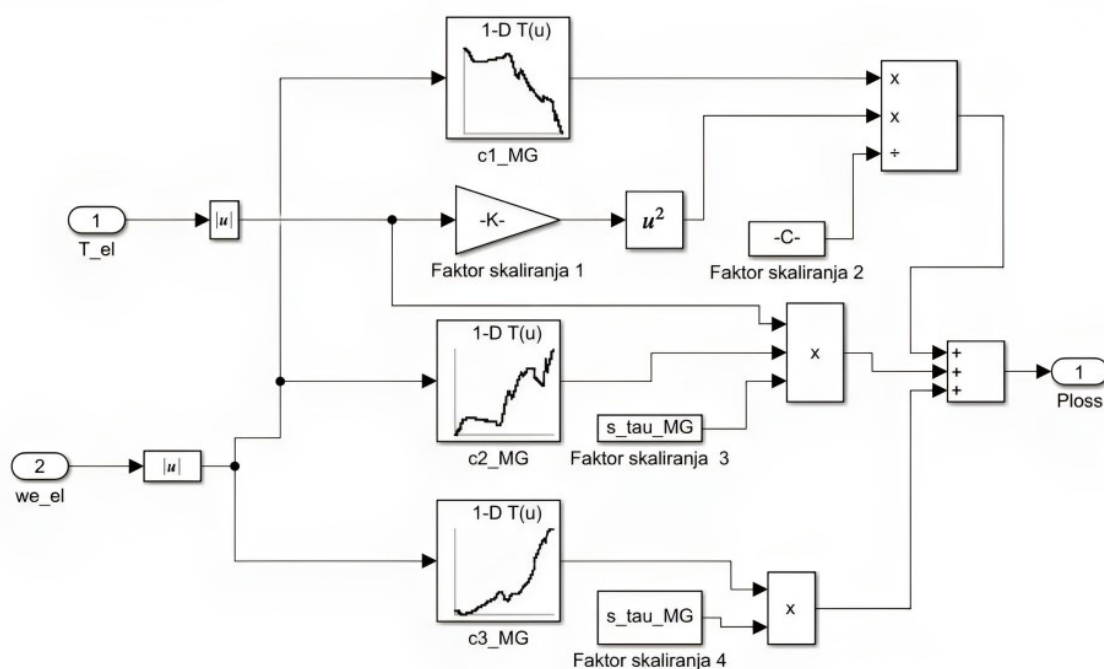 1-D T(u)
c1_MG
x
x
÷
1
T_el
|u|
-K-
Faktor skaliranja 1
u²
-C-
Faktor skaliranja 2
1-D T(u)
c2_MG
x
s_tau_MG
Faktor skaliranja 3
+
+
+
1
Ploss
2
we_el
|u|
1-D T(u)
c3_MG
s_tau_MG
Faktor skaliranja 4
x